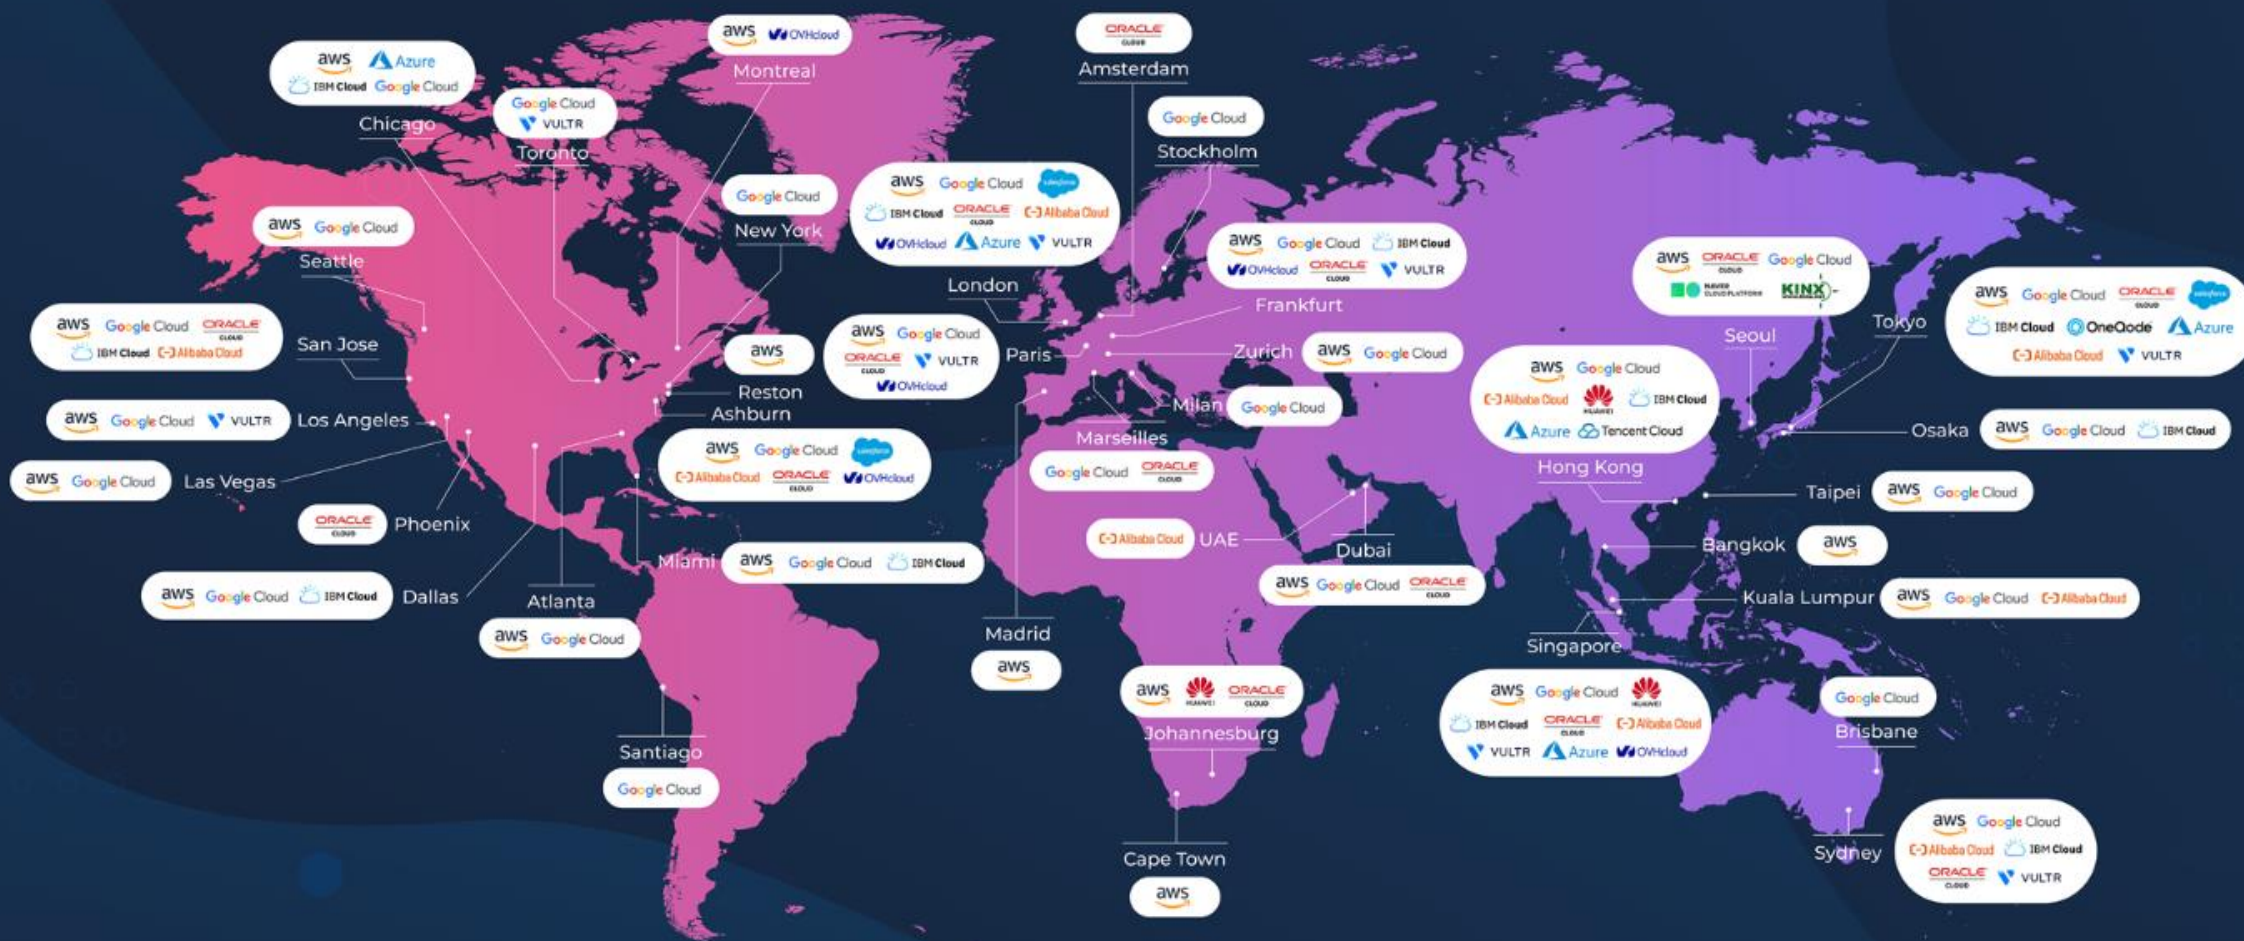 aws OVHcloud
Montreal
ORACLE
CLOUD
Amsterdam
aws Azure
IBM Cloud Google Cloud
Chicago
Google Cloud
VULTR
Toronto
Google Cloud
Stockholm
Google Cloud
New York
aws Google Cloud salesforce
IBM Cloud ORACLE CLOUD Alibaba Cloud
OVHcloud Azure VULTR
London
aws Google Cloud
Seattle
aws Google Cloud IBM Cloud
OVHcloud ORACLE CLOUD VULTR
Frankfurt
aws ORACLE CLOUD Google Cloud
NAVER CLOUD PLATFORM KINX
Seoul
aws Google Cloud ORACLE CLOUD salesforce
IBM Cloud OneQode Azure
Alibaba Cloud VULTR
Tokyo
aws Google Cloud ORACLE CLOUD
IBM Cloud Alibaba Cloud
San Jose
aws
Reston
aws Google Cloud
ORACLE CLOUD VULTR
OVHcloud
Paris
Zurich
aws Google Cloud
aws Google Cloud
Alibaba Cloud HUAWEI IBM Cloud
Azure Tencent Cloud
Hong Kong
aws Google Cloud VULTR
Los Angeles
Ashburn
aws Google Cloud salesforce
Alibaba Cloud ORACLE CLOUD OVHcloud
Milan
Google Cloud
Marseilles
Google Cloud ORACLE CLOUD
Osaka
aws Google Cloud IBM Cloud
aws Google Cloud
Las Vegas
Taipei
aws Google Cloud
ORACLE CLOUD
Phoenix
Alibaba Cloud
UAE
Dubai
aws Google Cloud ORACLE CLOUD
Bangkok
aws
Miami
aws Google Cloud IBM Cloud
aws Google Cloud IBM Cloud
Dallas
Atlanta
aws Google Cloud
Kuala Lumpur
aws Google Cloud Alibaba Cloud
Madrid
aws
Singapore
aws Google Cloud HUAWEI
IBM Cloud ORACLE CLOUD Alibaba Cloud
VULTR Azure OVHcloud
aws HUAWEI ORACLE CLOUD
Johannesburg
Google Cloud
Brisbane
Santiago
Google Cloud
Cape Town
aws
Sydney
aws Google Cloud
Alibaba Cloud IBM Cloud
ORACLE CLOUD VULTR